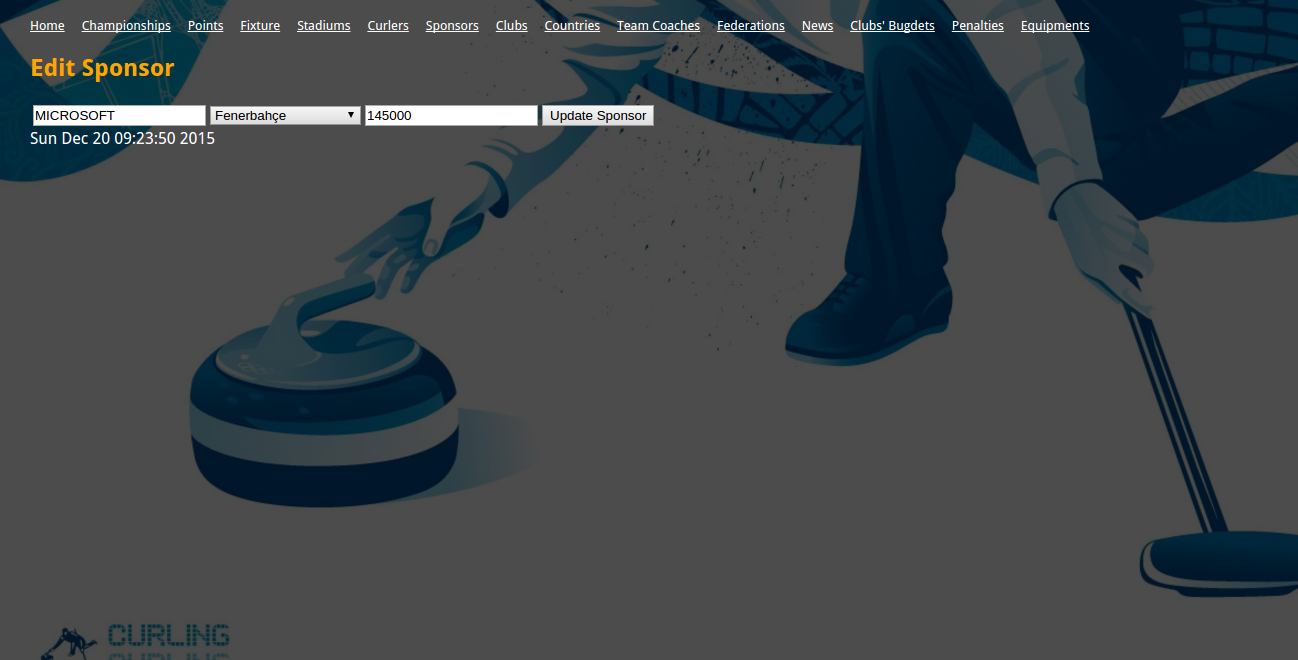 Home Championships Points Fixture Stadiums Curlers Sponsors Clubs Countries Team Coaches Federations News Clubs' Bugdets Penalties Equipments
Edit Sponsor
MICROSOFT Fenerbahçe 145000 Update Sponsor
Sun Dec 20 09:23:50 2015
CURLING
CURLING